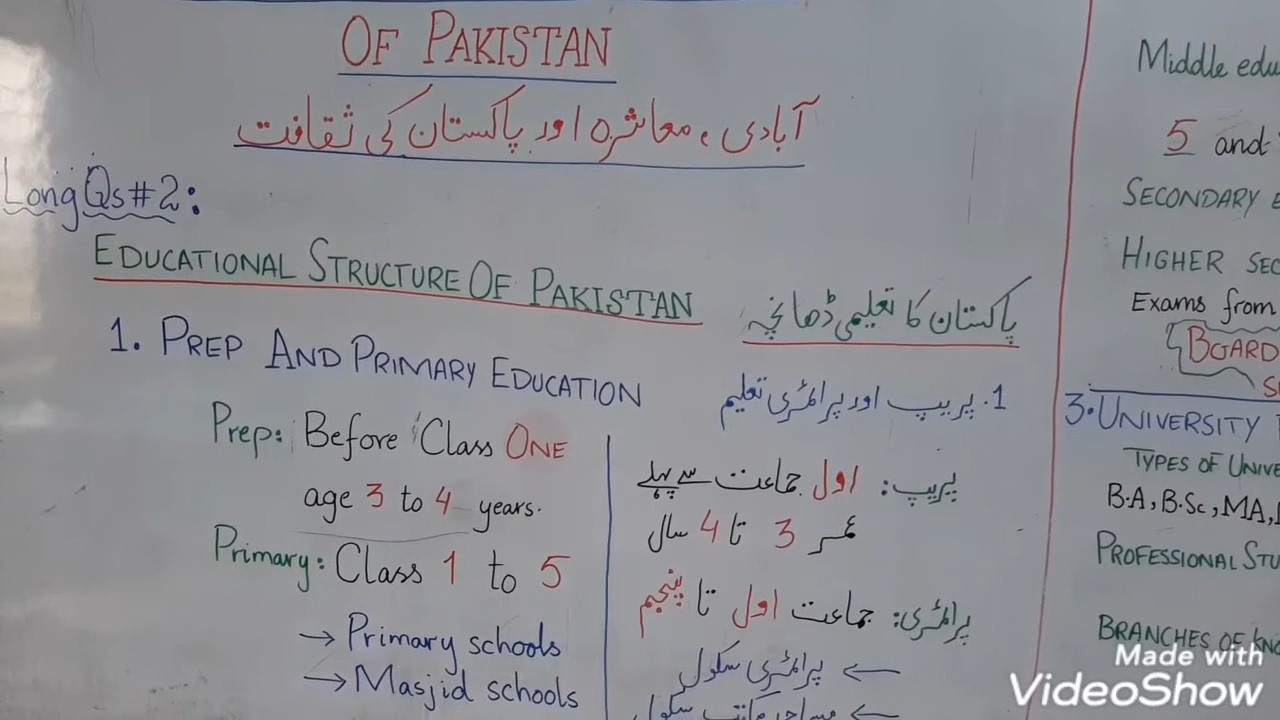 OF PAKISTAN
آبادی، معاشرہ اور پاکستان کی ثقافت
Long Qs#2:
EDUCATIONAL STRUCTURE OF PAKISTAN
پاکستان کا تعلیمی ڈھانچہ
1. PREP AND PRIMARY EDUCATION
1. پریپ اور پرائمری تعلیم
Prep: Before Class ONE
age 3 to 4 years.
Primary: Class 1 to 5
→ Primary schools
→ Masjid schools
پریپ: اول جماعت سے پہلے
عمر 3 تا 4 سال
پرائمری: جماعت اول تا پنجم
← پرائمری سکول
← سکول
Middle edu
5 and
SECONDARY E
HIGHER SEC
Exams from
BOARD
S
3. UNIVERSITY
TYPES OF UNIVE
B.A, B.Sc, MA,
PROFESSIONAL STU
BRANCHES OF KNO
Made with
VideoShow